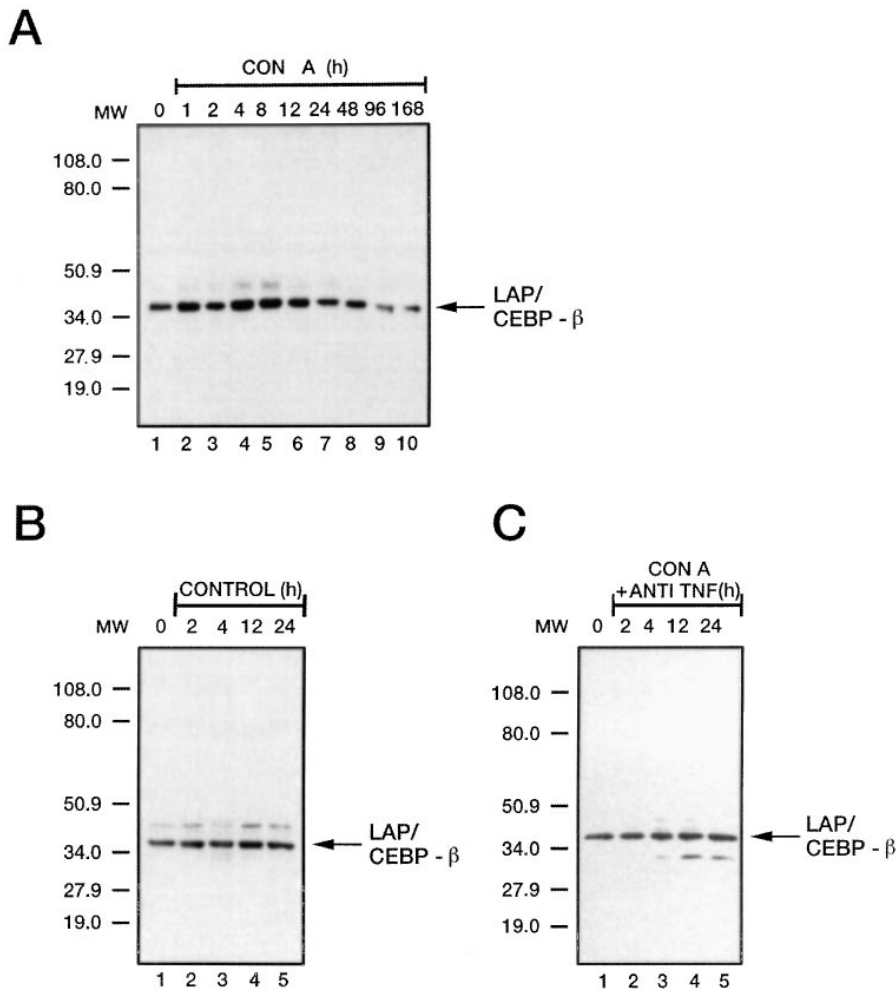 A
CON A (h)
MW 0 1 2 4 8 12 24 48 96 168
108.0
80.0
50.9
LAP/
CEBP - β
34.0
27.9
19.0
1 2 3 4 5 6 7 8 9 10
B
CONTROL (h)
MW 0 2 4 12 24
108.0
80.0
50.9
LAP/
CEBP - β
34.0
27.9
19.0
1 2 3 4 5
C
CON A
+ANTI TNF(h)
MW 0 2 4 12 24
108.0
80.0
50.9
LAP/
CEBP - β
34.0
27.9
19.0
1 2 3 4 5